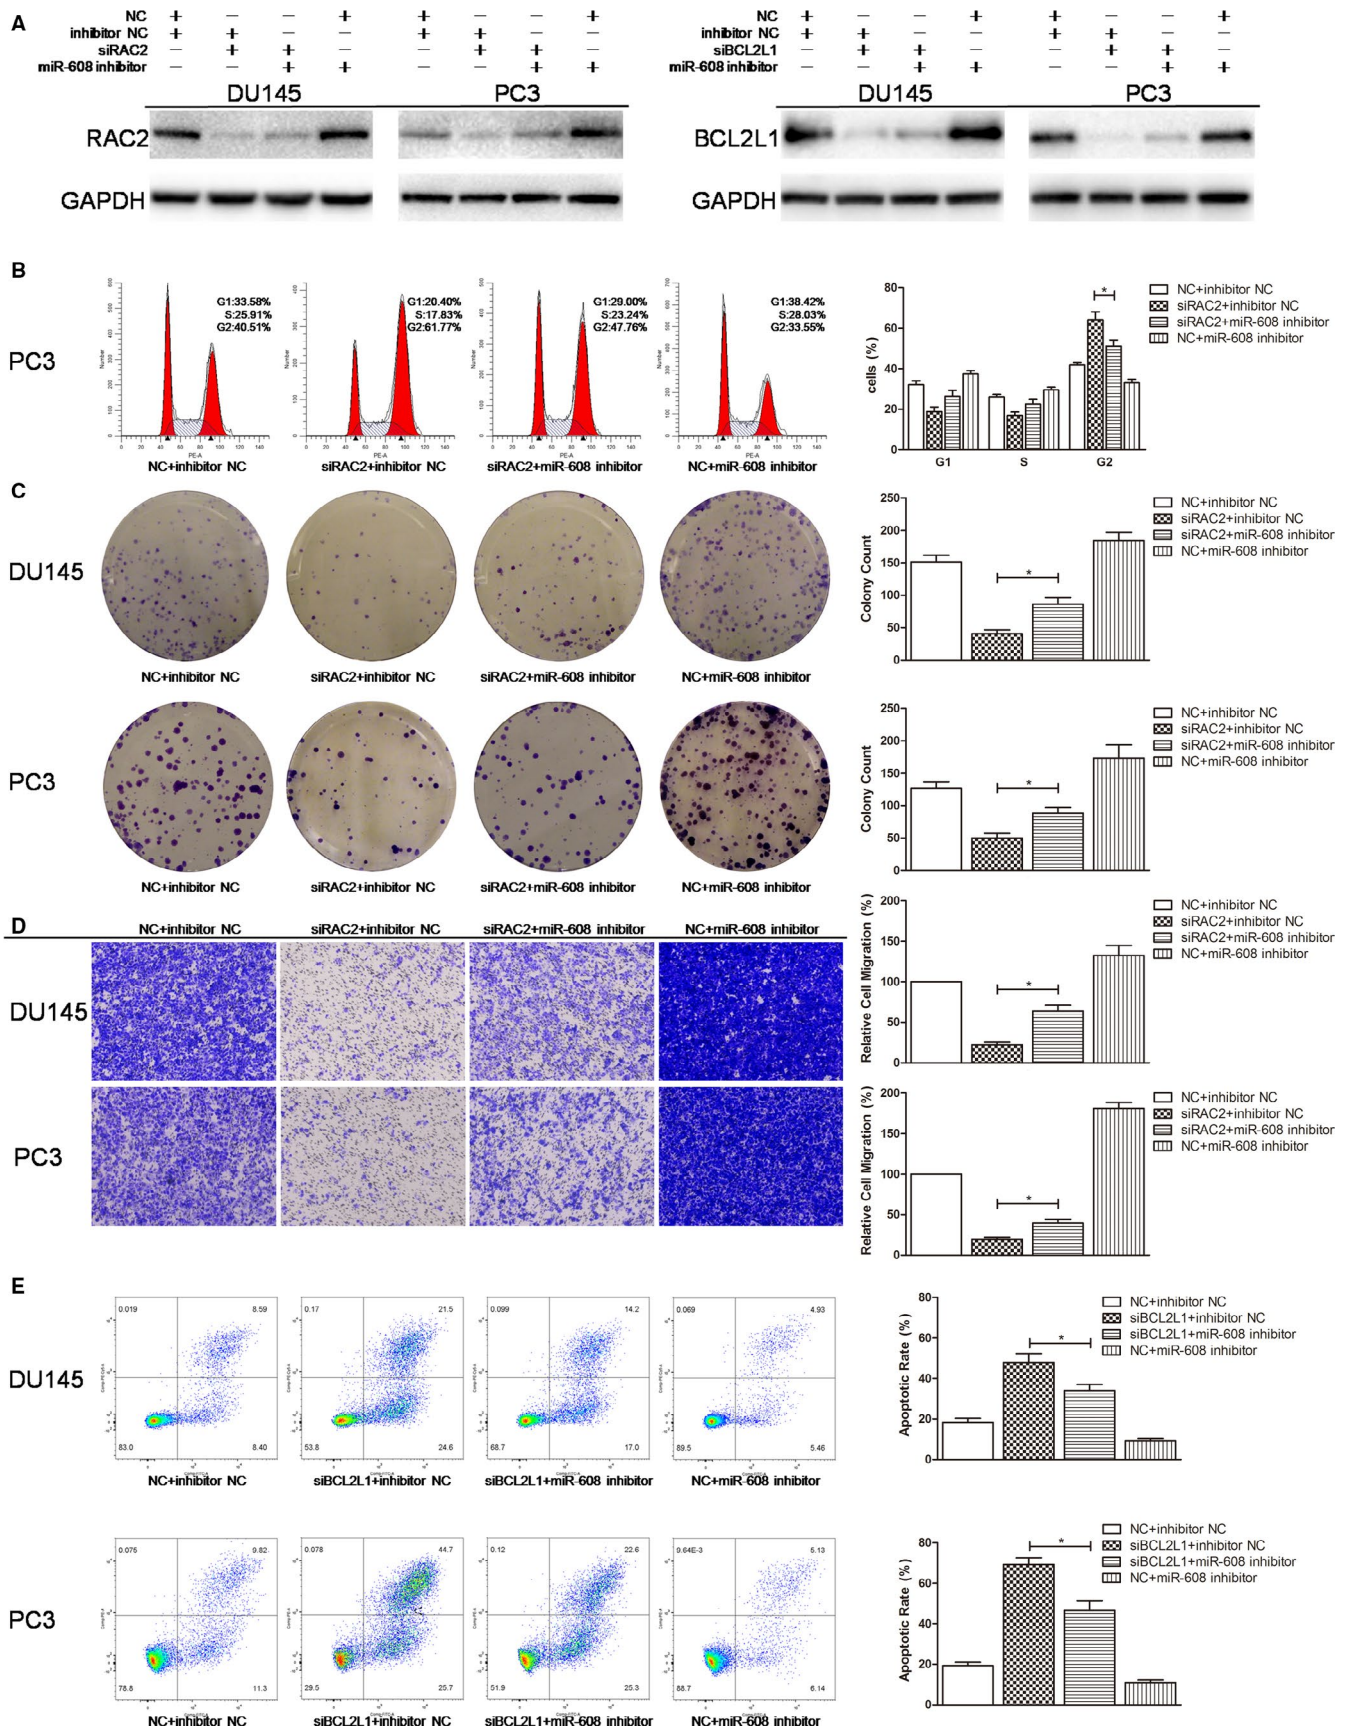 A
NC + − − + + − − +
inhibitor NC + + − − + + − −
siRAC2 − + + − − + + −
miR-608 inhibitor − − + + − − + +
DU145 PC3
RAC2
GAPDH
NC + − − + + − − +
inhibitor NC + + − − + + − −
siBCL2L1 − + + − − + + −
miR-608 inhibitor − − + + − − + +
DU145 PC3
BCL2L1
GAPDH
B
PC3
G1:33.58%
S:25.91%
G2:40.51%
Number
PE-A
NC+inhibitor NC
G1:20.40%
S:17.83%
G2:61.77%
Number
PE-A
siRAC2+inhibitor NC
G1:29.00%
S:23.24%
G2:47.76%
Number
PE-A
siRAC2+miR-608 inhibitor
G1:38.42%
S:28.03%
G2:33.55%
Number
PE-A
NC+miR-608 inhibitor
cells (%)
80
60
40
20
0
G1 S G2
*
NC+inhibitor NC
siRAC2+inhibitor NC
siRAC2+miR-608 inhibitor
NC+miR-608 inhibitor
C
DU145
NC+inhibitor NC siRAC2+inhibitor NC siRAC2+miR-608 inhibitor NC+miR-608 inhibitor
Colony Count
250
200
150
100
50
0
*
NC+inhibitor NC
siRAC2+inhibitor NC
siRAC2+miR-608 inhibitor
NC+miR-608 inhibitor
PC3
NC+inhibitor NC siRAC2+inhibitor NC siRAC2+miR-608 inhibitor NC+miR-608 inhibitor
Colony Count
250
200
150
100
50
0
*
NC+inhibitor NC
siRAC2+inhibitor NC
siRAC2+miR-608 inhibitor
NC+miR-608 inhibitor
D
NC+inhibitor NC siRAC2+inhibitor NC siRAC2+miR-608 inhibitor NC+miR-608 inhibitor
DU145
PC3
Relative Cell Migration (%)
200
150
100
50
0
*
NC+inhibitor NC
siRAC2+inhibitor NC
siRAC2+miR-608 inhibitor
NC+miR-608 inhibitor
Relative Cell Migration (%)
200
150
100
50
0
*
NC+inhibitor NC
siRAC2+inhibitor NC
siRAC2+miR-608 inhibitor
NC+miR-608 inhibitor
E
DU145
0.019 8.59
83.0 8.40
NC+inhibitor NC
0.17 21.5
53.8 24.6
siBCL2L1+inhibitor NC
0.099 14.2
68.7 17.0
siBCL2L1+miR-608 inhibitor
0.069 4.93
89.5 5.46
NC+miR-608 inhibitor
Apoptotic Rate (%)
80
60
40
20
0
*
NC+inhibitor NC
siBCL2L1+inhibitor NC
siBCL2L1+miR-608 inhibitor
NC+miR-608 inhibitor
PC3
0.075 9.82
78.8 11.3
NC+inhibitor NC
0.078 44.7
29.5 25.7
siBCL2L1+inhibitor NC
0.12 22.6
51.9 25.3
siBCL2L1+miR-608 inhibitor
9.64E-3 5.13
88.7 6.14
NC+miR-608 inhibitor
Apoptotic Rate (%)
80
60
40
20
0
*
NC+inhibitor NC
siBCL2L1+inhibitor NC
siBCL2L1+miR-608 inhibitor
NC+miR-608 inhibitor